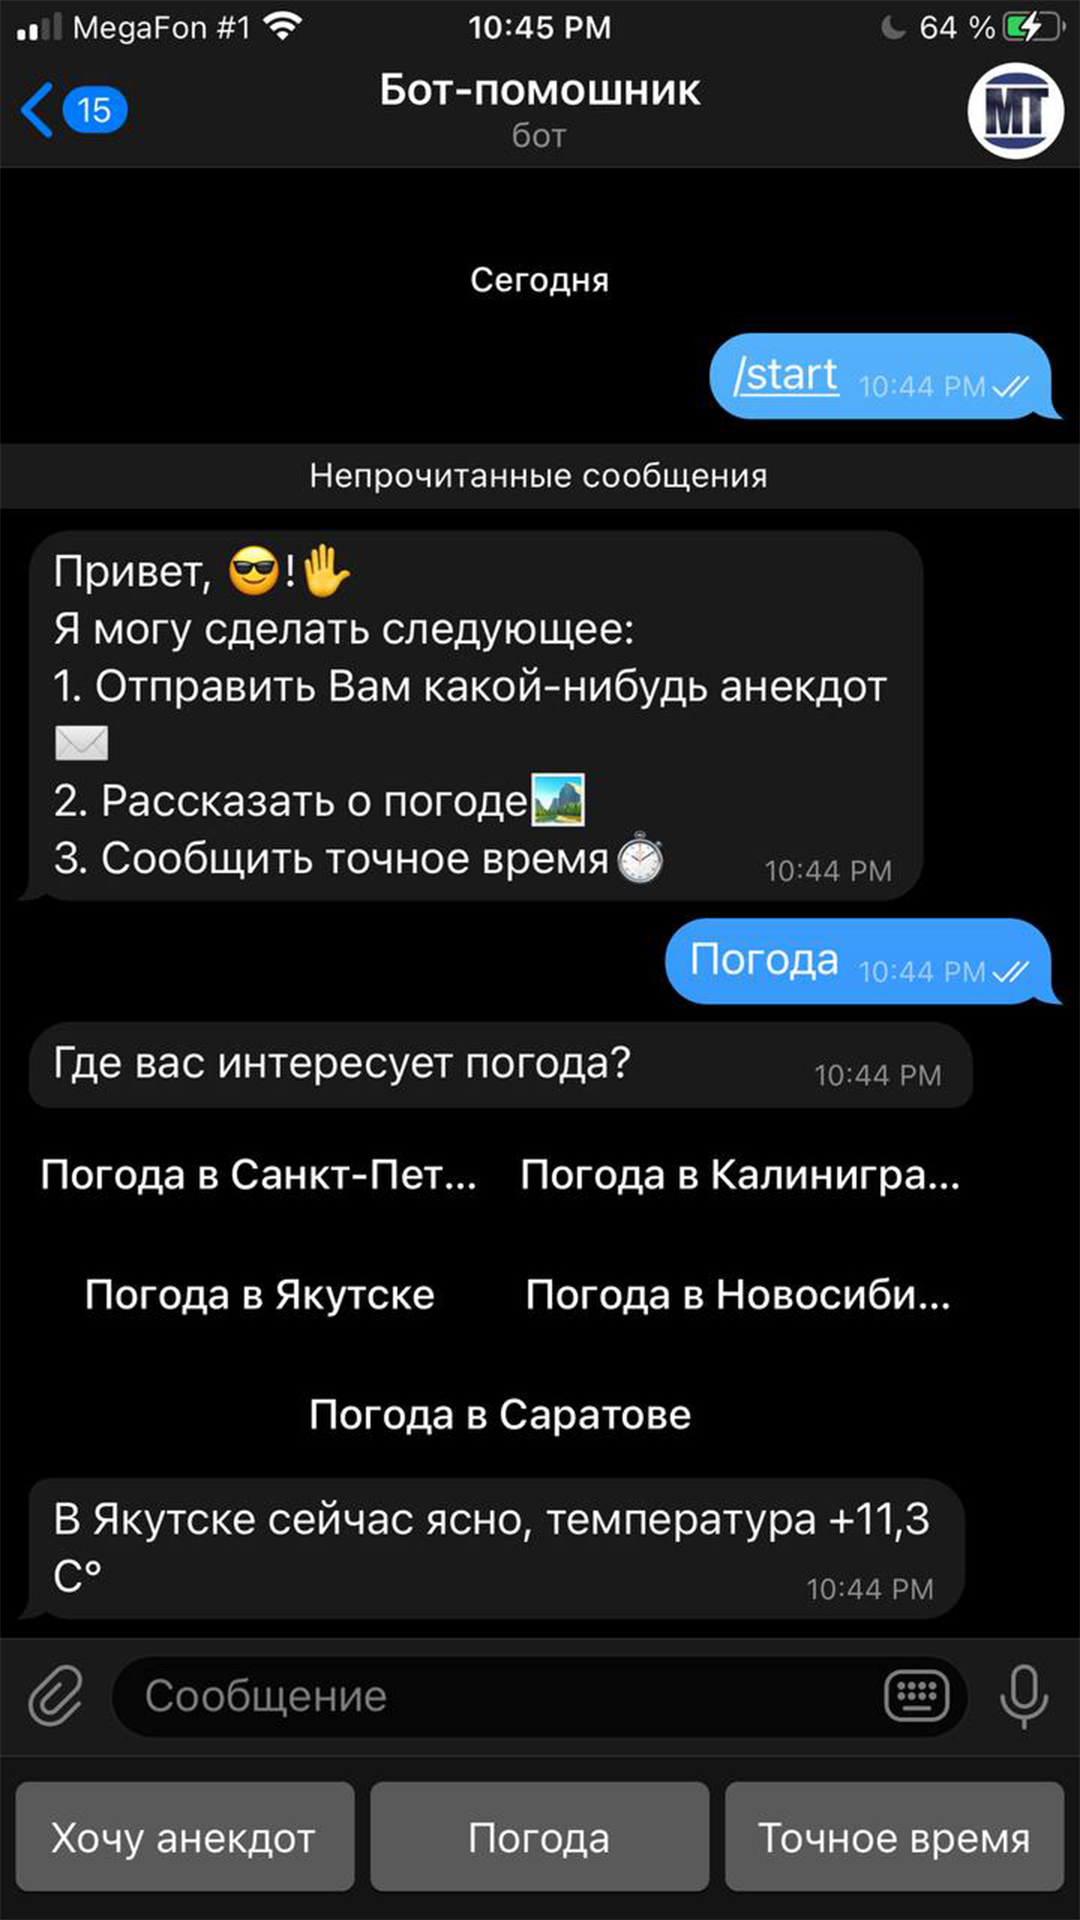 MegaFon #1 10:45 PM 64 %
15 Бот-помошник
бот
MT
Сегодня
/start 10:44 PM
Непрочитанные сообщения
Привет, 😎!✋
Я могу сделать следующее:
1. Отправить Вам какой-нибудь анекдот
✉️
2. Рассказать о погоде🏞
3. Сообщить точное время⏱ 10:44 PM
Погода 10:44 PM
Где вас интересует погода? 10:44 PM
Погода в Санкт-Пет... Погода в Калинигра...
Погода в Якутске Погода в Новосиби...
Погода в Саратове
В Якутске сейчас ясно, температура +11,3
C° 10:44 PM
Сообщение
Хочу анекдот Погода Точное время